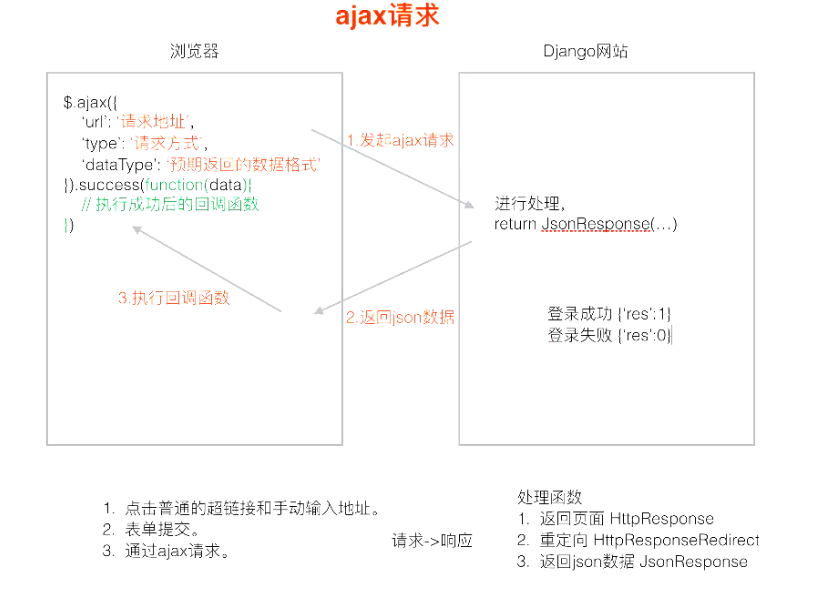 ajax请求
浏览器
Django网站
$.ajax({
‘url’: ‘请求地址’,
‘type’: ‘请求方式’,
‘dataType’: ‘预期返回的数据格式’
}).success(function(data){
// 执行成功后的回调函数
})
1.发起ajax请求
进行处理,
return JsonResponse(...)
3.执行回调函数
2.返回json数据
登录成功 {‘res’:1}
登录失败 {‘res’:0}
1. 点击普通的超链接和手动输入地址。
2. 表单提交。
3. 通过ajax请求。
请求->响应
处理函数
1. 返回页面 HttpResponse
2. 重定向 HttpResponseRedirect
3. 返回json数据 JsonResponse